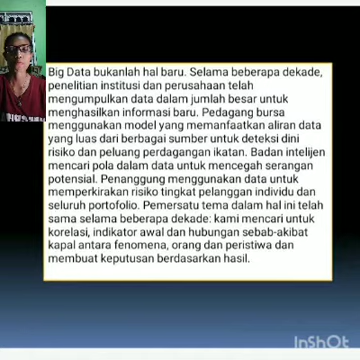 Big Data bukanlah hal baru. Selama beberapa dekade,
penelitian institusi dan perusahaan telah
mengumpulkan data dalam jumlah besar untuk
menghasilkan informasi baru. Pedagang bursa
menggunakan model yang memanfaatkan aliran data
yang luas dari berbagai sumber untuk deteksi dini
risiko dan peluang perdagangan ikatan. Badan intelijen
mencari pola dalam data untuk mencegah serangan
potensial. Penanggung menggunakan data untuk
memperkirakan risiko tingkat pelanggan individu dan
seluruh portofolio. Pemersatu tema dalam hal ini telah
sama selama beberapa dekade: kami mencari untuk
korelasi, indikator awal dan hubungan sebab-akibat
kapal antara fenomena, orang dan peristiwa dan
membuat keputusan berdasarkan hasil.
InShOt